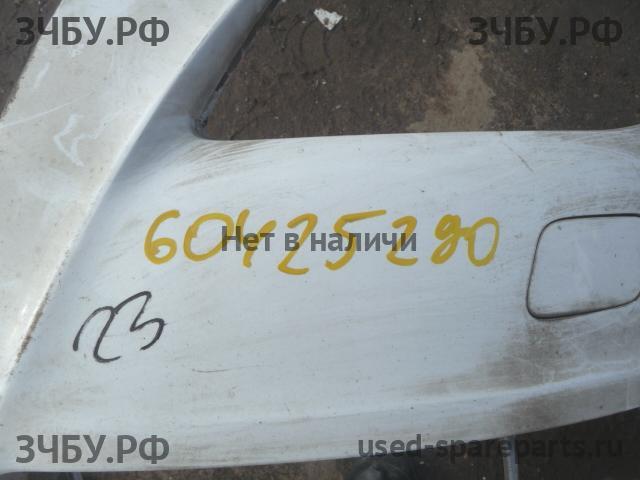 ЗЧБУ.РФ ЗЧБУ.РФ
60425290
Нет в наличи
23
ЗЧБУ.РФ used-spareparts.ru